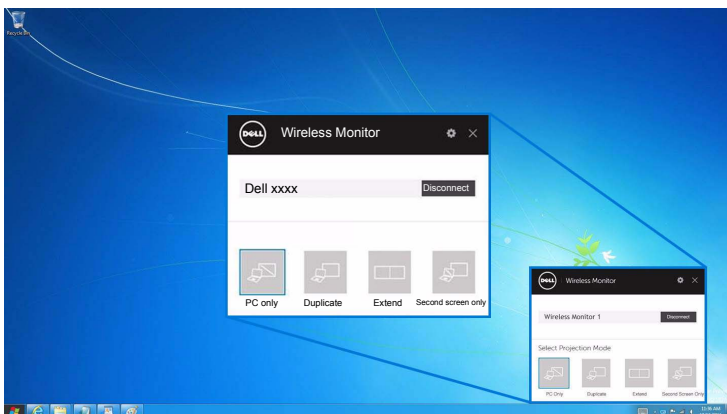 Recycle Bin
DELL
Wireless Monitor
Dell xxxx
Disconnect
PC only Duplicate Extend Second screen only
DELL
Wireless Monitor
Wireless Monitor 1
Disconnect
Select Projection Mode
PC Only Duplicate Extend Second Screen Only